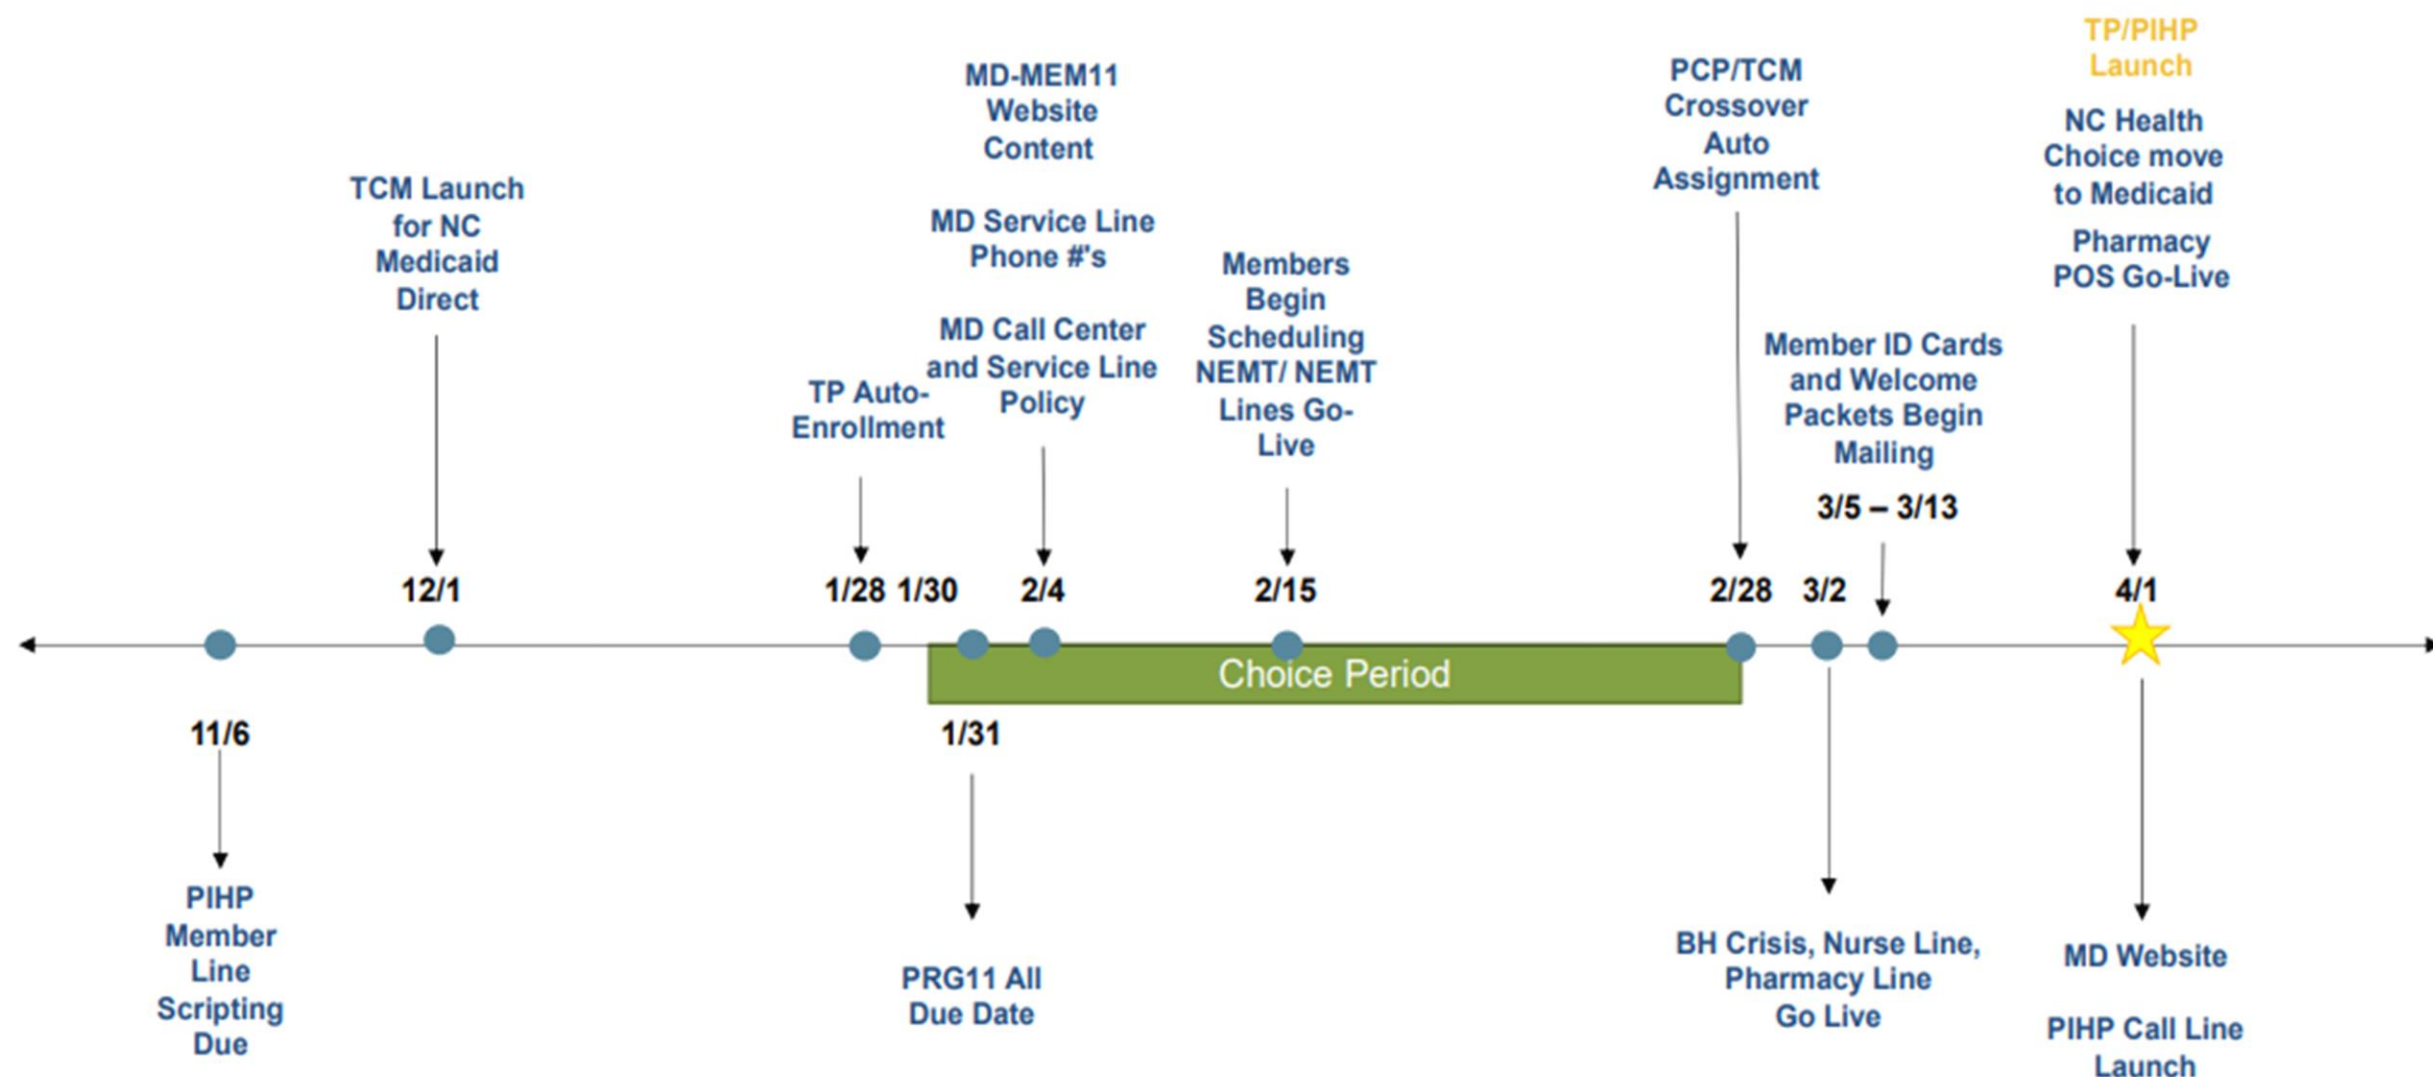 TP/PIHP
Launch
NC Health
Choice move
to Medicaid
Pharmacy
POS Go-Live
MD-MEM11
Website
Content
MD Service Line
Phone #'s
MD Call Center
and Service Line
Policy
PCP/TCM
Crossover
Auto
Assignment
TCM Launch
for NC
Medicaid
Direct
Members
Begin
Scheduling
NEMT/ NEMT
Lines Go-
Live
TP Auto-
Enrollment
Member ID Cards
and Welcome
Packets Begin
Mailing
3/5 – 3/13
12/1
1/28
1/30
2/4
2/15
2/28
3/2
4/1
Choice Period
11/6
1/31
PIHP
Member
Line
Scripting
Due
PRG11 All
Due Date
BH Crisis, Nurse Line,
Pharmacy Line
Go Live
MD Website
PIHP Call Line
Launch